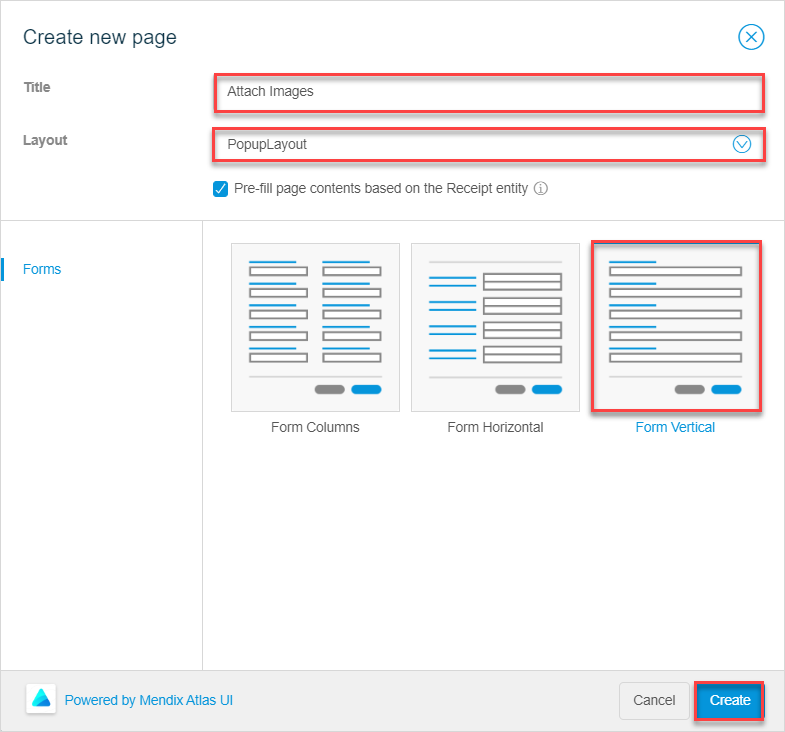 Create new page
Title
Attach Images
Layout
PopupLayout
Pre-fill page contents based on the Receipt entity
Forms
Form Columns
Form Horizontal
Form Vertical
Powered by Mendix Atlas UI
Cancel
Create